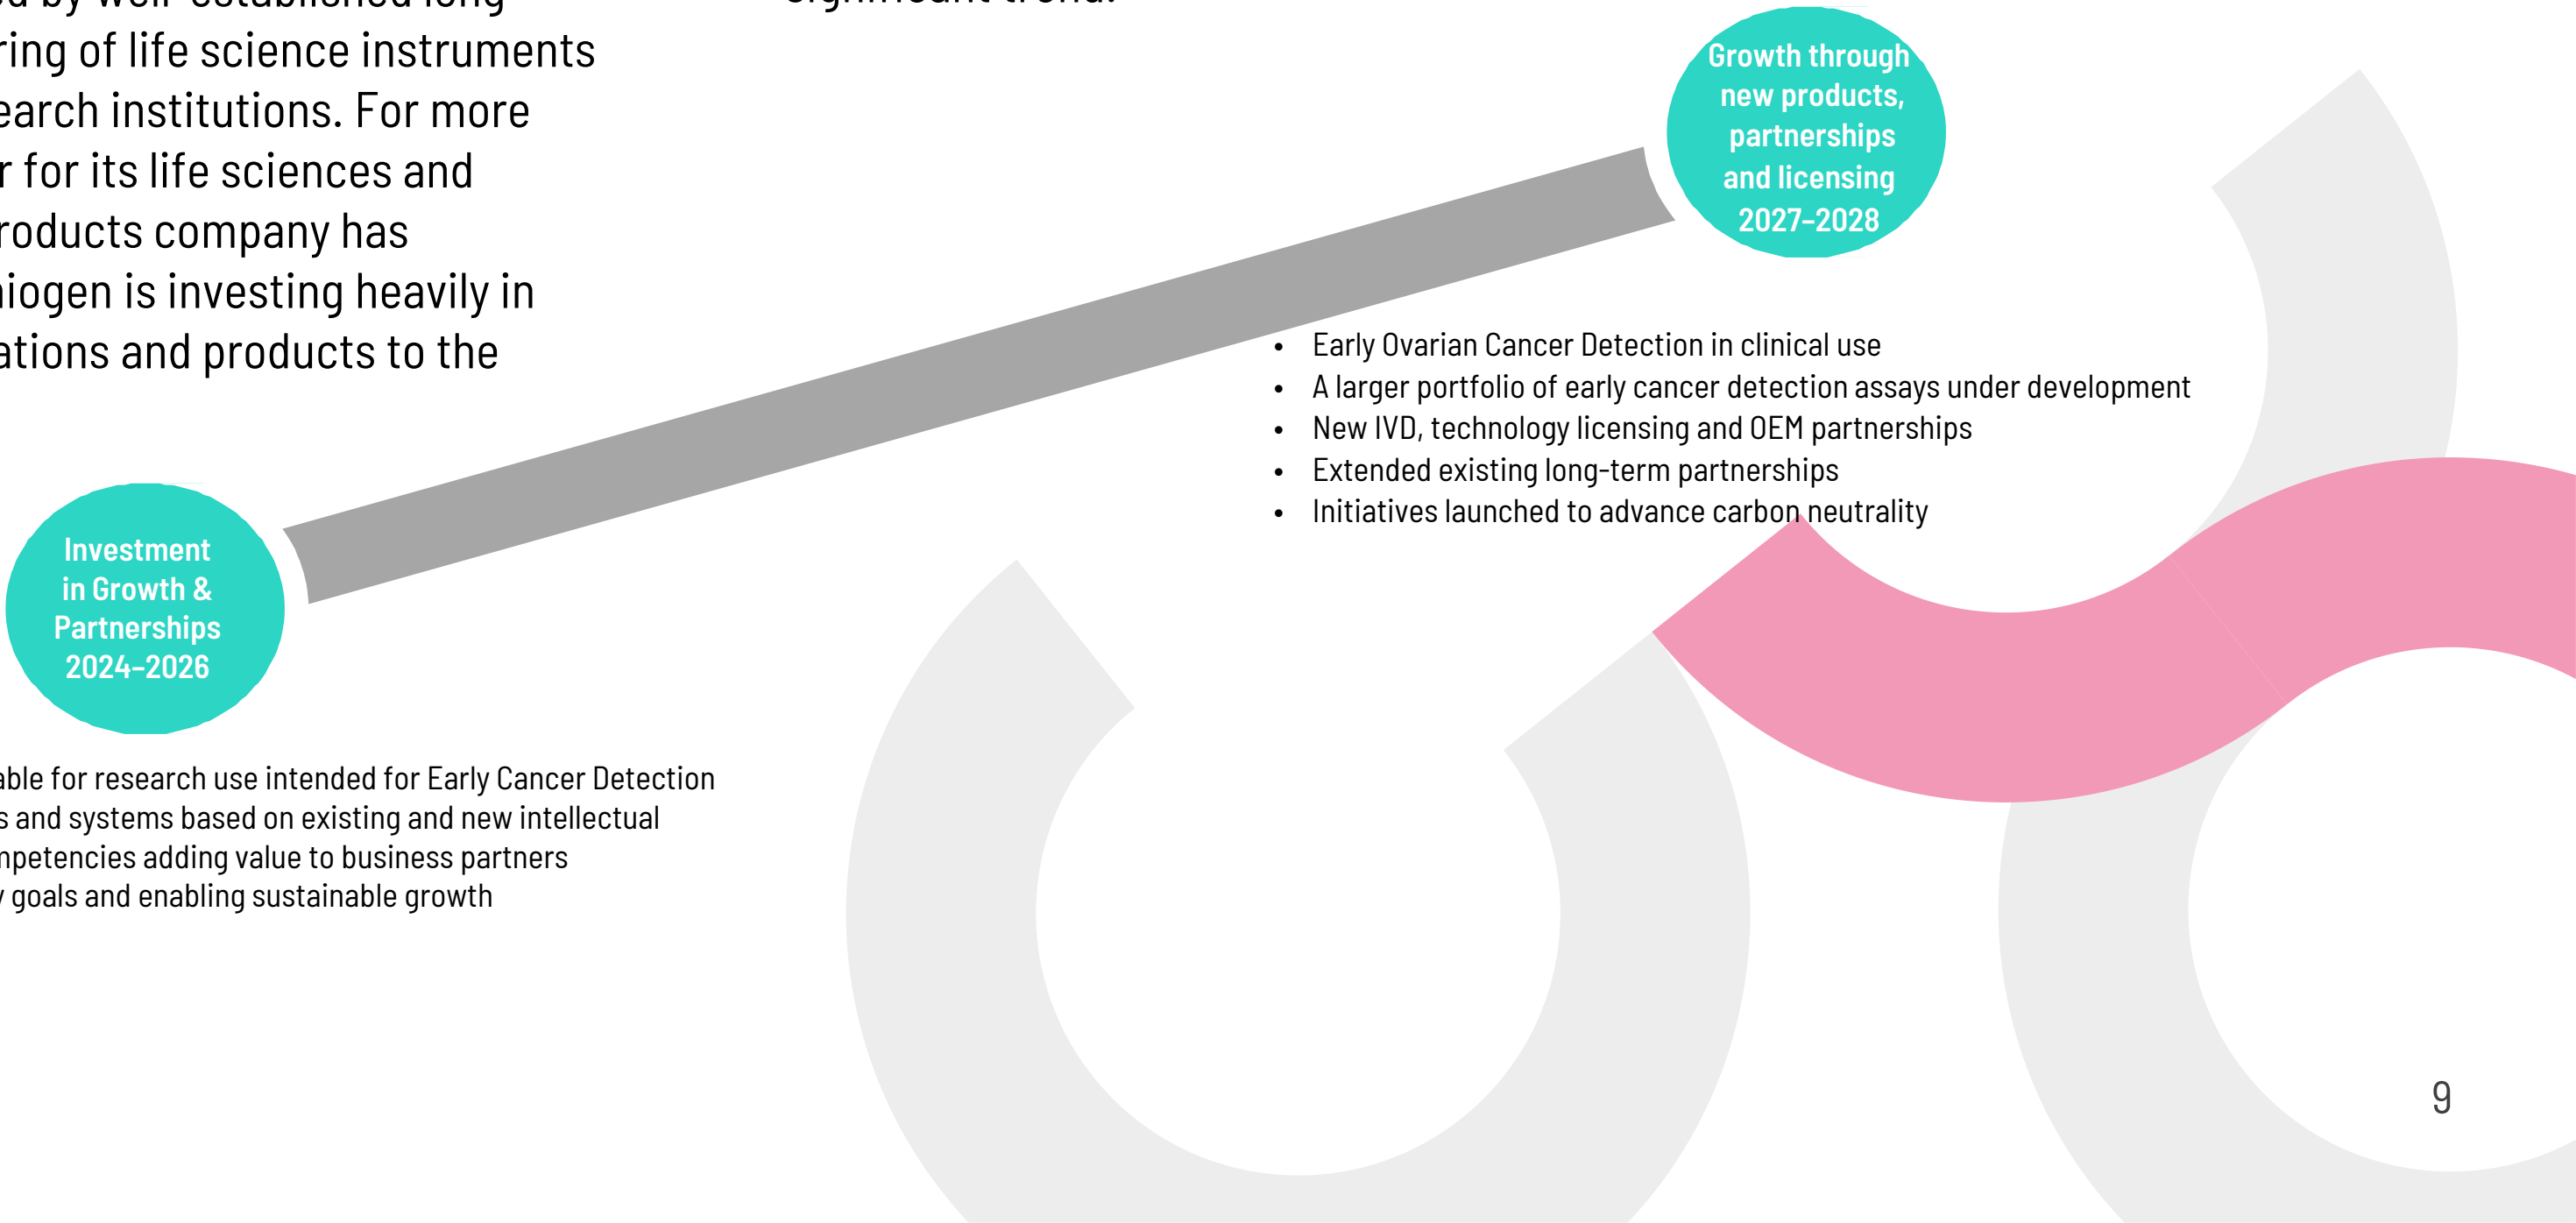 significant trend.
ring of life science instruments
earch institutions. For more
r for its life sciences and
roducts company has
iogen is investing heavily in
ations and products to the
Growth through
new products,
partnerships
and licensing
2027–2028
• Early Ovarian Cancer Detection in clinical use
• A larger portfolio of early cancer detection assays under development
• New IVD, technology licensing and OEM partnerships
• Extended existing long-term partnerships
• Initiatives launched to advance carbon neutrality
Investment
in Growth &
Partnerships
2024–2026
able for research use intended for Early Cancer Detection
s and systems based on existing and new intellectual
mpetencies adding value to business partners
y goals and enabling sustainable growth
9